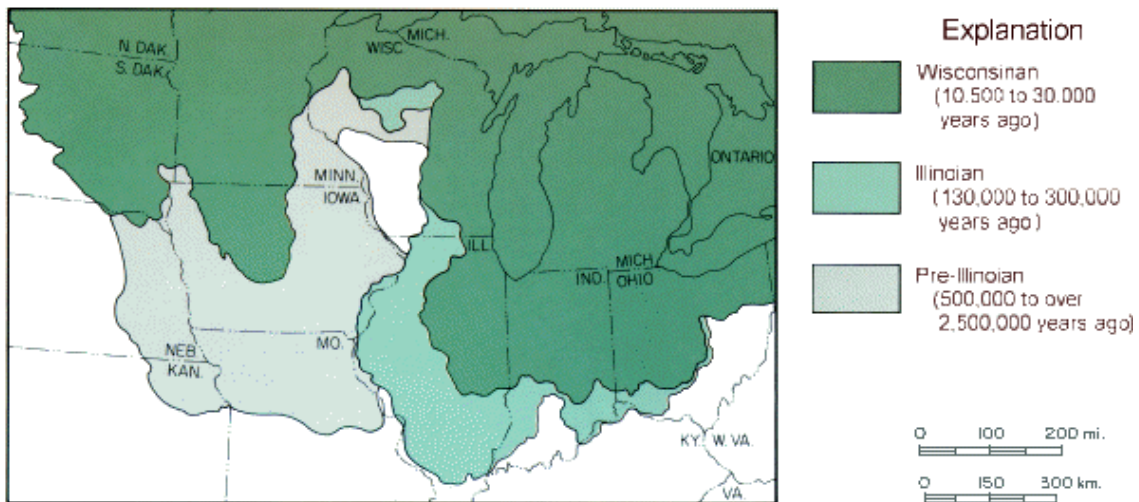 N. DAK.
S. DAK.
WISC.
MICH.
MINN.
IOWA
ILL.
IND.
MICH.
OHIO
ONTARIO
NEB.
KAN.
MO.
KY.
W. VA.
VA.
Explanation
Wisconsinan
(10,500 to 30,000
years ago)
Illinoian
(130,000 to 300,000
years ago)
Pre-Illinoian
(500,000 to over
2,500,000 years ago)
0 100 200 mi.
0 150 300 km.